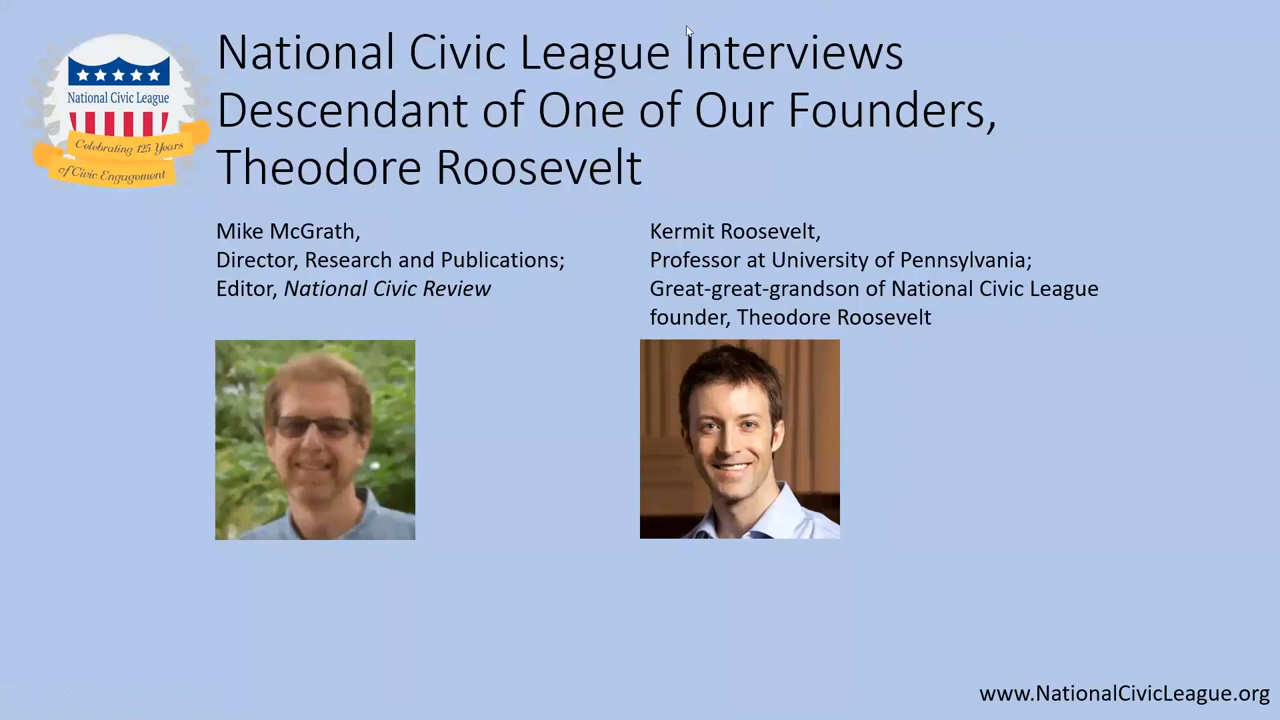 National Civic League Interviews
Descendant of One of Our Founders,
Theodore Roosevelt
National Civic League
Celebrating 125 Years
of Civic Engagement
Mike McGrath,
Director, Research and Publications;
Editor, National Civic Review
Kermit Roosevelt,
Professor at University of Pennsylvania;
Great-great-grandson of National Civic League
founder, Theodore Roosevelt
www.NationalCivicLeague.org